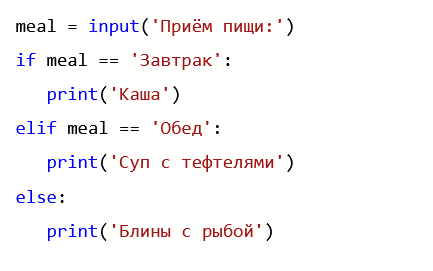 meal = input('Приём пищи:')
if meal == 'Завтрак':
   print('Каша')
elif meal == 'Обед':
   print('Суп с тефтелями')
else:
   print('Блины с рыбой')